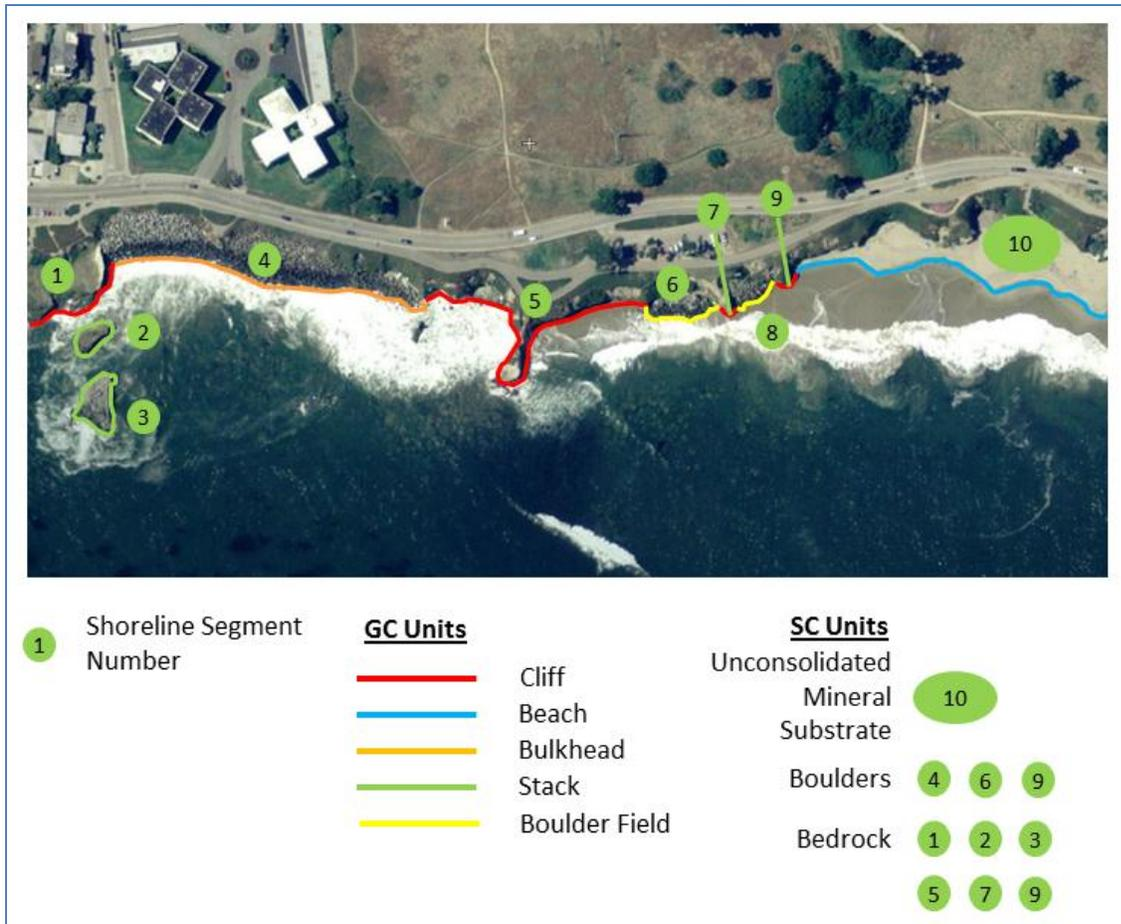 1
2
3
4
5
6
7
8
9
10
1
Shoreline Segment
Number
GC Units
Cliff
Beach
Bulkhead
Stack
Boulder Field
SC Units
Unconsolidated
Mineral
Substrate
10
Boulders
4 6 9
Bedrock
1 2 3
5 7 9